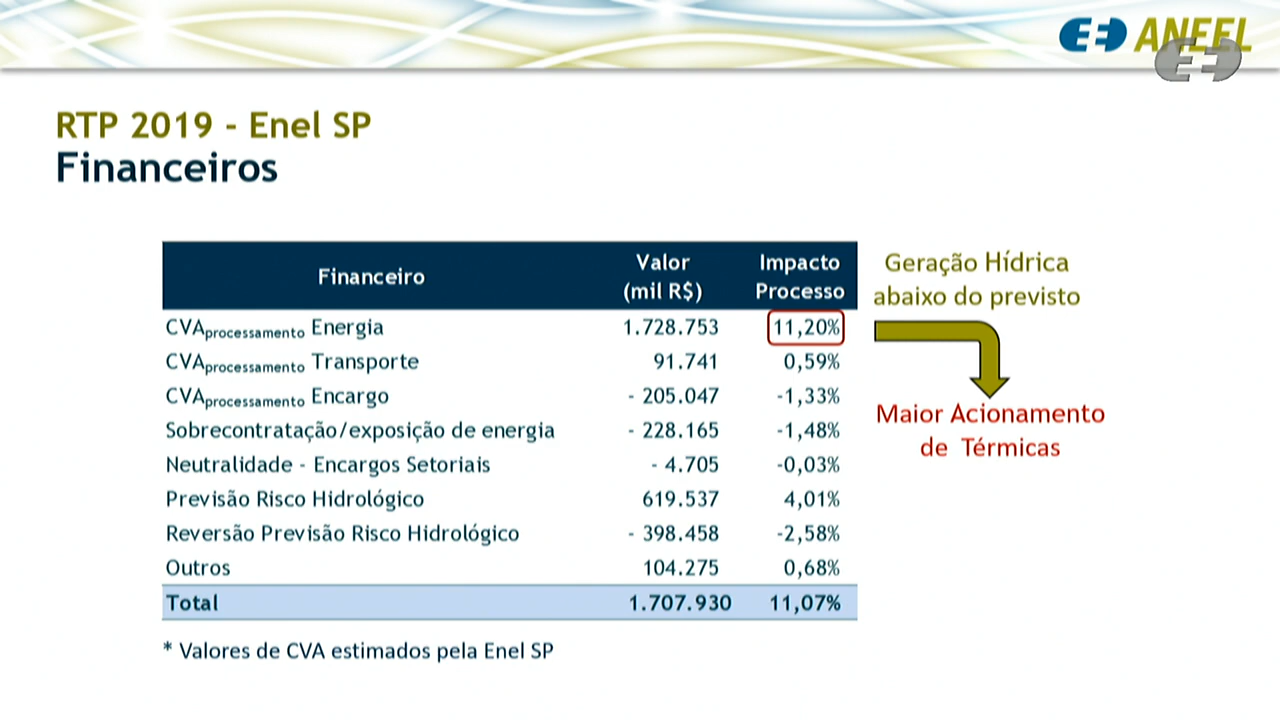 ANEEL
RTP 2019 - Enel SP
Financeiros
Financeiro Valor (mil R$) Impacto Processo
CVAprocessamento Energia 1.728.753 11,20%
CVAprocessamento Transporte 91.741 0,59%
CVAprocessamento Encargo - 205.047 -1,33%
Sobrecontratação/exposição de energia - 228.165 -1,48%
Neutralidade - Encargos Setoriais - 4.705 -0,03%
Previsão Risco Hidrológico 619.537 4,01%
Reversão Previsão Risco Hidrológico - 398.458 -2,58%
Outros 104.275 0,68%
Total 1.707.930 11,07%
* Valores de CVA estimados pela Enel SP
Geração Hídrica
abaixo do previsto
Maior Acionamento
de Térmicas